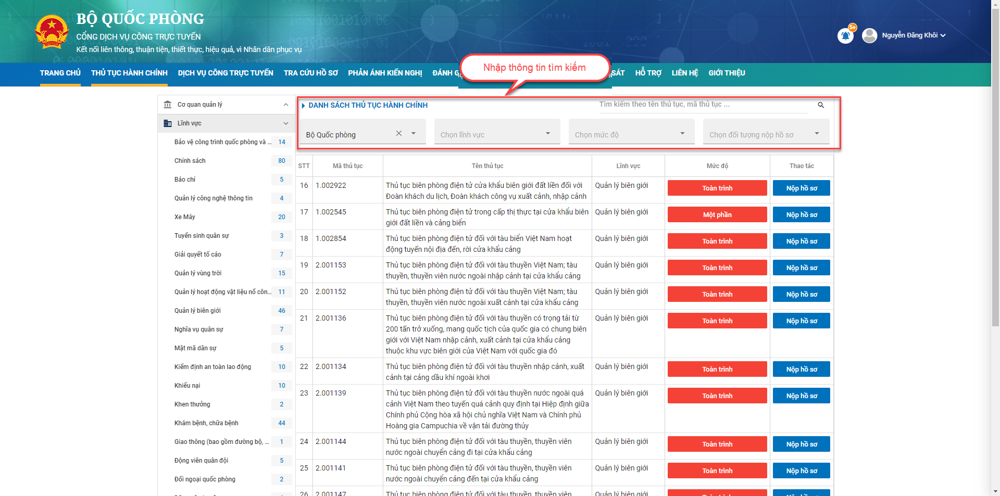 BỘ QUỐC PHÒNG
CỔNG DỊCH VỤ CÔNG TRỰC TUYẾN
Kết nối liên thông, thuận tiện, thiết thực, hiệu quả, vì Nhân dân phục vụ
5+
Nguyễn Đăng Khôi
TRANG CHỦ THỦ TỤC HÀNH CHÍNH DỊCH VỤ CÔNG TRỰC TUYẾN TRA CỨU HỒ SƠ PHẢN ÁNH KIẾN NGHỊ ĐÁNH SÁT HỖ TRỢ LIÊN HỆ GIỚI THIỆU
Nhập thông tin tìm kiếm
Cơ quan quản lý
Lĩnh vực
Bảo vệ công trình quốc phòng và ... 14
Chính sách 80
Báo chí 5
Quản lý công nghệ thông tin 4
Xe Máy 20
Tuyển sinh quân sự 3
Giải quyết tố cáo 7
Quản lý vùng trời 15
Quản lý hoạt động vật liệu nổ côn... 11
Quản lý biên giới 46
Nghĩa vụ quân sự 7
Mật mã dân sự 5
Kiểm định an toàn lao động 10
Khiếu nại 10
Khen thưởng 2
Khám bệnh, chữa bệnh 44
Giao thông (bao gồm đường bộ, ... 1
Động viên quân đội 5
Đối ngoại quốc phòng 2
DANH SÁCH THỦ TỤC HÀNH CHÍNH
Tìm kiếm theo tên thủ tục, mã thủ tục ...
Bộ Quốc phòng Chọn lĩnh vực Chọn mức độ Chọn đối tượng nộp hồ sơ
STT Mã thủ tục Tên thủ tục Lĩnh vực Mức độ Thao tác
16 1.002922 Thủ tục biên phòng điện tử cửa khẩu biên giới đất liền đối với Quản lý biên giới Toàn trình Nộp hồ sơ
Đoàn khách du lịch, Đoàn khách công vụ xuất cảnh, nhập cảnh
17 1.002545 Thủ tục biên phòng điện tử trong cấp thị thực tại cửa khẩu biên Quản lý biên giới Một phần Nộp hồ sơ
giới đất liền và cảng biển
18 1.002854 Thủ tục biên phòng điện tử đối với tàu biển Việt Nam hoạt Quản lý biên giới Toàn trình Nộp hồ sơ
động tuyến nội địa đến, rời cửa khẩu cảng
19 2.001153 Thủ tục biên phòng điện tử đối với tàu thuyền Việt Nam; tàu Quản lý biên giới Toàn trình Nộp hồ sơ
thuyền, thuyền viên nước ngoài nhập cảnh tại cửa khẩu cảng
20 2.001152 Thủ tục biên phòng điện tử đối với tàu thuyền Việt Nam; tàu Quản lý biên giới Toàn trình Nộp hồ sơ
thuyền, thuyền viên nước ngoài xuất cảnh tại cửa khẩu cảng
21 2.001136 Thủ tục biên phòng điện tử đối với tàu thuyền có trọng tải từ Quản lý biên giới Toàn trình Nộp hồ sơ
200 tấn trở xuống, mang quốc tịch của quốc gia có chung biên
giới với Việt Nam nhập cảnh, xuất cảnh tại cửa khẩu cảng
thuộc khu vực biên giới của Việt Nam với quốc gia đó
22 2.001134 Thủ tục biên phòng điện tử đối với tàu thuyền nhập cảnh, xuất Quản lý biên giới Toàn trình Nộp hồ sơ
cảnh tại cảng dầu khí ngoài khơi
23 2.001139 Thủ tục biên phòng điện tử đối với tàu thuyền nước ngoài quá Quản lý biên giới Toàn trình Nộp hồ sơ
cảnh Việt Nam theo tuyến quá cảnh quy định tại Hiệp định giữa
Chính phủ Cộng hòa xã hội chủ nghĩa Việt Nam và Chính phủ
Hoàng gia Campuchia về vận tải đường thủy
24 2.001144 Thủ tục biên phòng điện tử đối với tàu thuyền, thuyền viên Quản lý biên giới Toàn trình Nộp hồ sơ
nước ngoài chuyển cảng đi tại cửa khẩu cảng
25 2.001141 Thủ tục biên phòng điện tử đối với tàu thuyền, thuyền viên Quản lý biên giới Toàn trình Nộp hồ sơ
nước ngoài chuyển cảng đến tại cửa khẩu cảng
26 2.001147 Thủ tục biên phòng điện tử đối với tàu thuyền, thuyền viên Quản lý biên giới Toàn trình Nộp hồ sơ